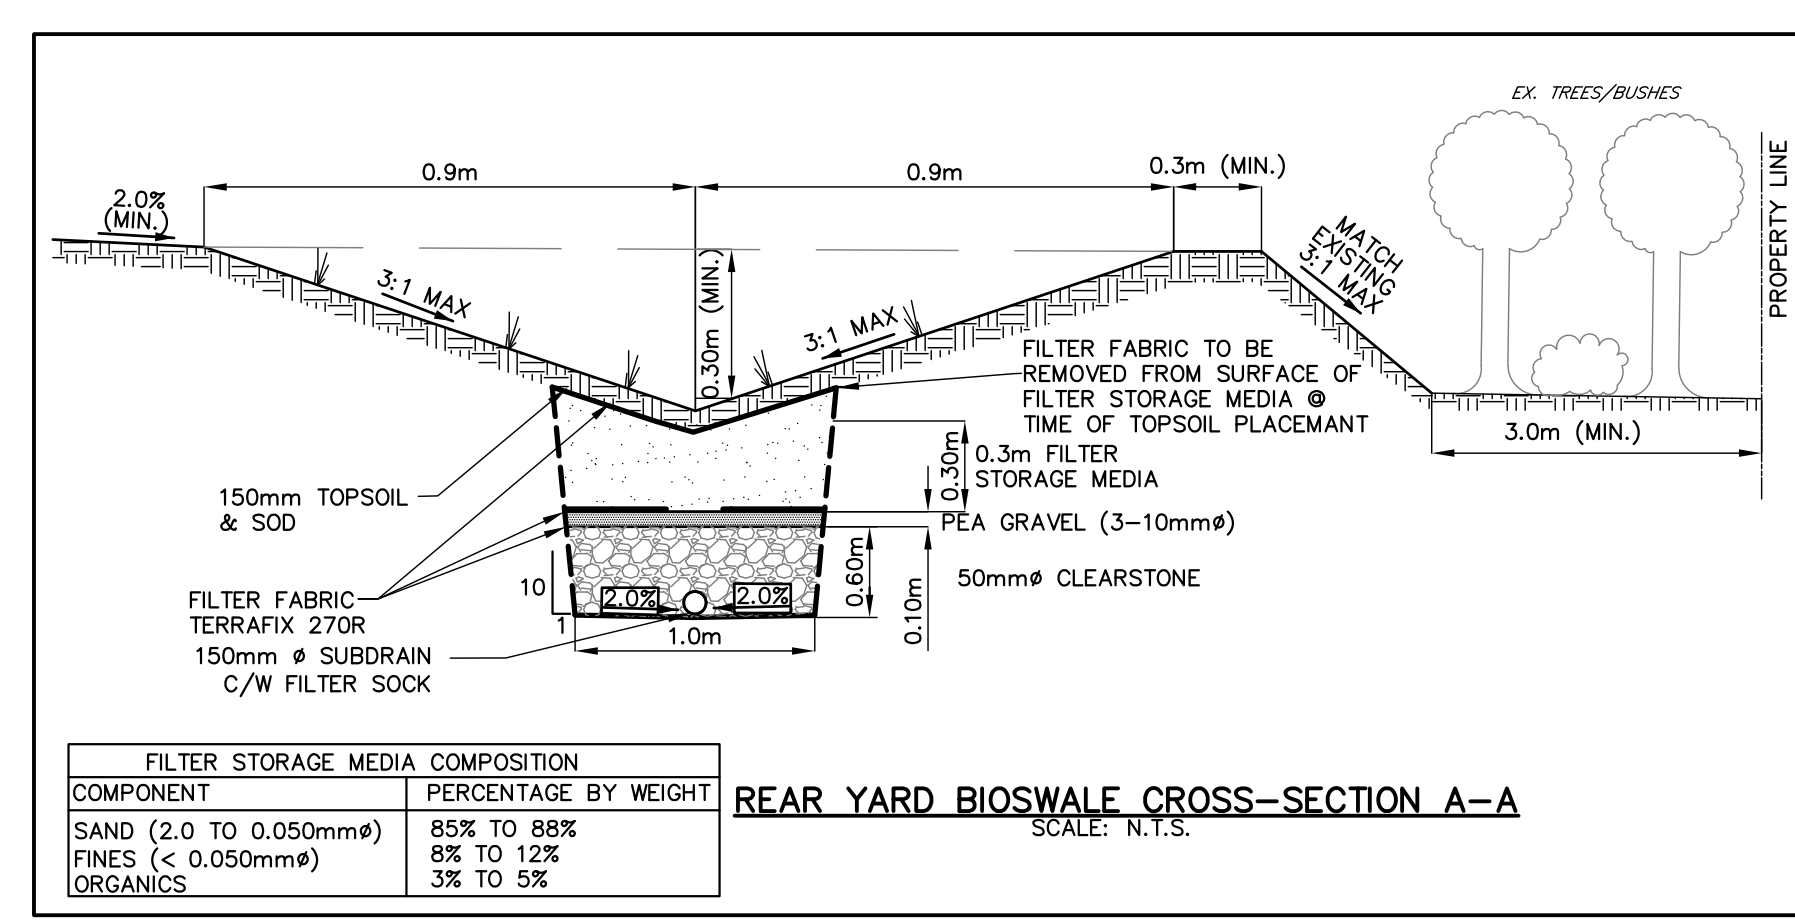 EX. TREES/BUSHES
PROPERTY LINE
0.9m
0.9m
0.3m (MIN.)
2.0%
(MIN.)
3:1 MAX
0.30m (MIN.)
3:1 MAX
MATCH
EXISTING
3:1 MAX
FILTER FABRIC TO BE
REMOVED FROM SURFACE OF
FILTER STORAGE MEDIA @
TIME OF TOPSOIL PLACEMANT
3.0m (MIN.)
0.30m
0.3m FILTER
STORAGE MEDIA
150mm TOPSOIL
& SOD
PEA GRAVEL (3-10mmø)
0.60m
50mmø CLEARSTONE
0.10m
10
1
2.0%
2.0%
1.0m
FILTER FABRIC
TERRAFIX 270R
150mm ø SUBDRAIN
C/W FILTER SOCK
FILTER STORAGE MEDIA COMPOSITION
COMPONENT PERCENTAGE BY WEIGHT
SAND (2.0 TO 0.050mmø) 85% TO 88%
FINES (< 0.050mmø) 8% TO 12%
ORGANICS 3% TO 5%
REAR YARD BIOSWALE CROSS-SECTION A-A
SCALE: N.T.S.